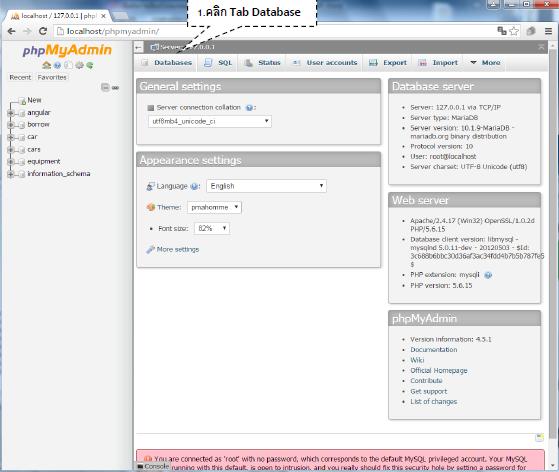 1.คลิก Tab Database
localhost / 127.0.0.1 | phpM
localhost/phpmyadmin/
phpMyAdmin
Recent Favorites
New
angular
borrow
car
cars
equipment
information_schema
Server: 127.0.0.1
Databases SQL Status User accounts Export Import More
General settings
Server connection collation :
utf8mb4_unicode_ci
Appearance settings
Language : English
Theme: pmahomme
Font size: 82%
More settings
Database server
Server: 127.0.0.1 via TCP/IP
Server type: MariaDB
Server version: 10.1.9-MariaDB -
mariadb.org binary distribution
Protocol version: 10
User: root@localhost
Server charset: UTF-8 Unicode (utf8)
Web server
Apache/2.4.17 (Win32) OpenSSL/1.0.2d
PHP/5.6.15
Database client version: libmysql -
mysqlnd 5.0.11-dev - 20120503 - $Id:
3c688b6bbc30d36af3ac34fdd4b7b5b787fe5
$
PHP extension: mysqli
PHP version: 5.6.15
phpMyAdmin
Version information: 4.5.1
Documentation
Wiki
Official Homepage
Contribute
Get support
List of changes
You are connected as 'root' with no password, which corresponds to the default MySQL privileged account. Your MySQL
running with this default, is open to intrusion, and you really should fix this security hole by setting a password for
Console